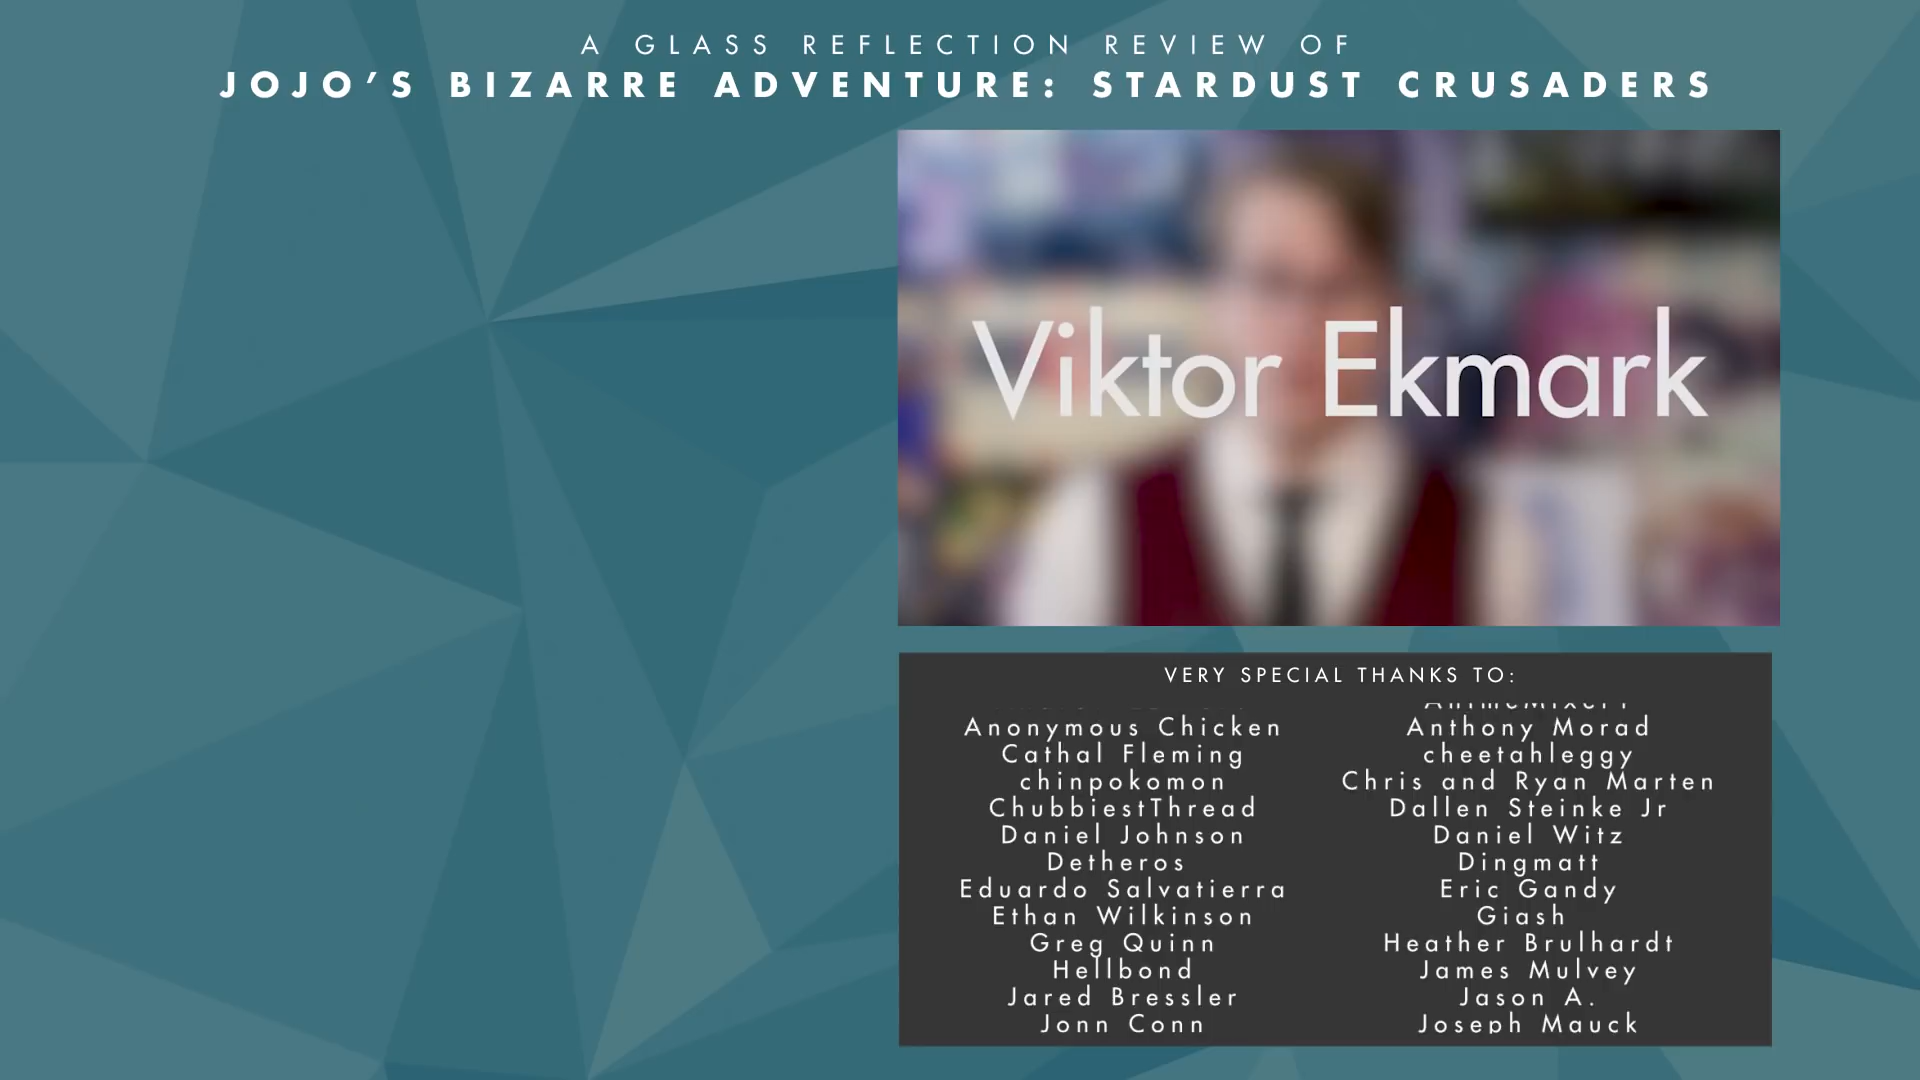 A GLASS REFLECTION REVIEW OF
JOJO’S BIZARRE ADVENTURE: STARDUST CRUSADERS
Viktor Ekmark
VERY SPECIAL THANKS TO:
Anonymous Chicken
Cathal Fleming
chinpokomon
ChubbiestThread
Daniel Johnson
Detheros
Eduardo Salvatierra
Ethan Wilkinson
Greg Quinn
Hellbond
Jared Bressler
Jonn Conn
Anthony Morad
cheetahleggy
Chris and Ryan Marten
Dallen Steinke Jr
Daniel Witz
Dingmatt
Eric Gandy
Giash
Heather Brulhardt
James Mulvey
Jason A.
Joseph Mauck